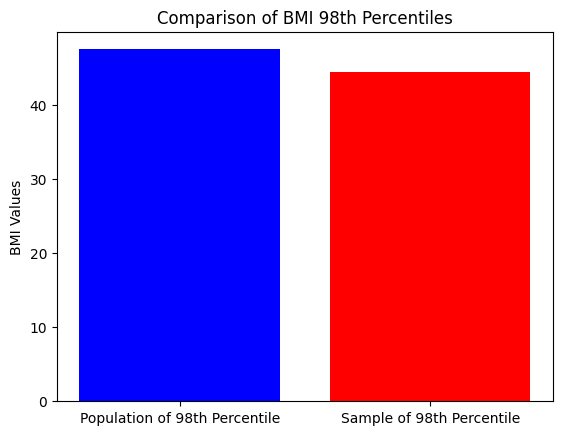 Comparison of BMI 98th Percentiles
BMI Values
40
30
20
10
0
Population of 98th Percentile
Sample of 98th Percentile